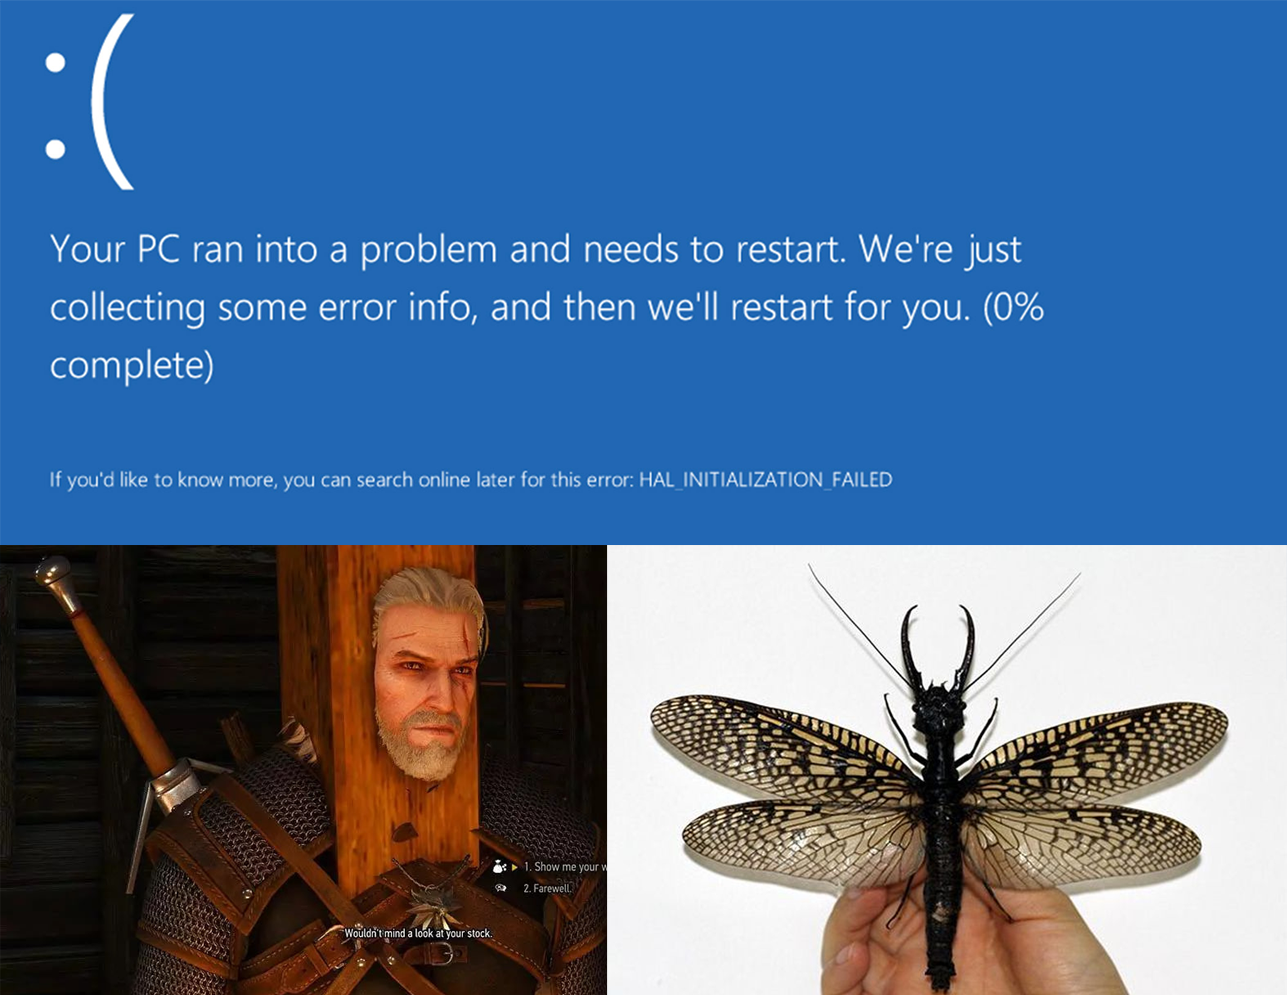 :(
Your PC ran into a problem and needs to restart. We're just
collecting some error info, and then we'll restart for you. (0%
complete)
If you'd like to know more, you can search online later for this error: HAL_INITIALIZATION_FAILED
1. Show me your
2. Farewell.
Wouldn't mind a look at your stock.